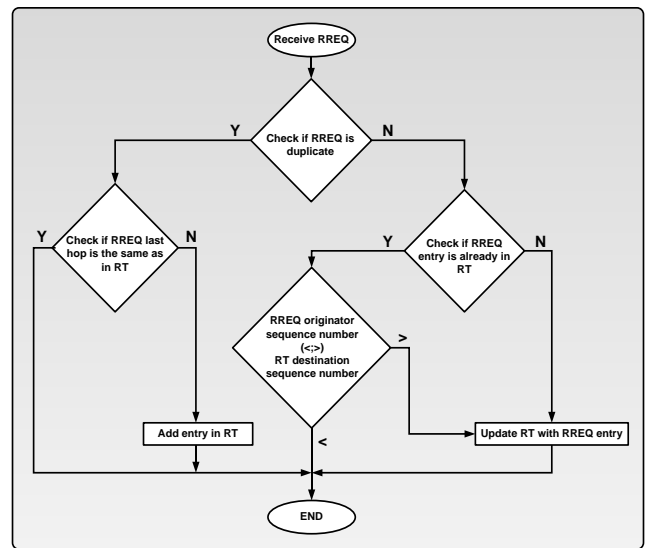 Receive RREQ
Y
N
Check if RREQ is
duplicate
Y
Check if RREQ last
hop is the same as
in RT
N
Y
Check if RREQ
entry is already in
RT
N
RREQ originator
sequence number
(<;>)
RT destination
sequence number
>
Add entry in RT
Update RT with RREQ entry
<
END